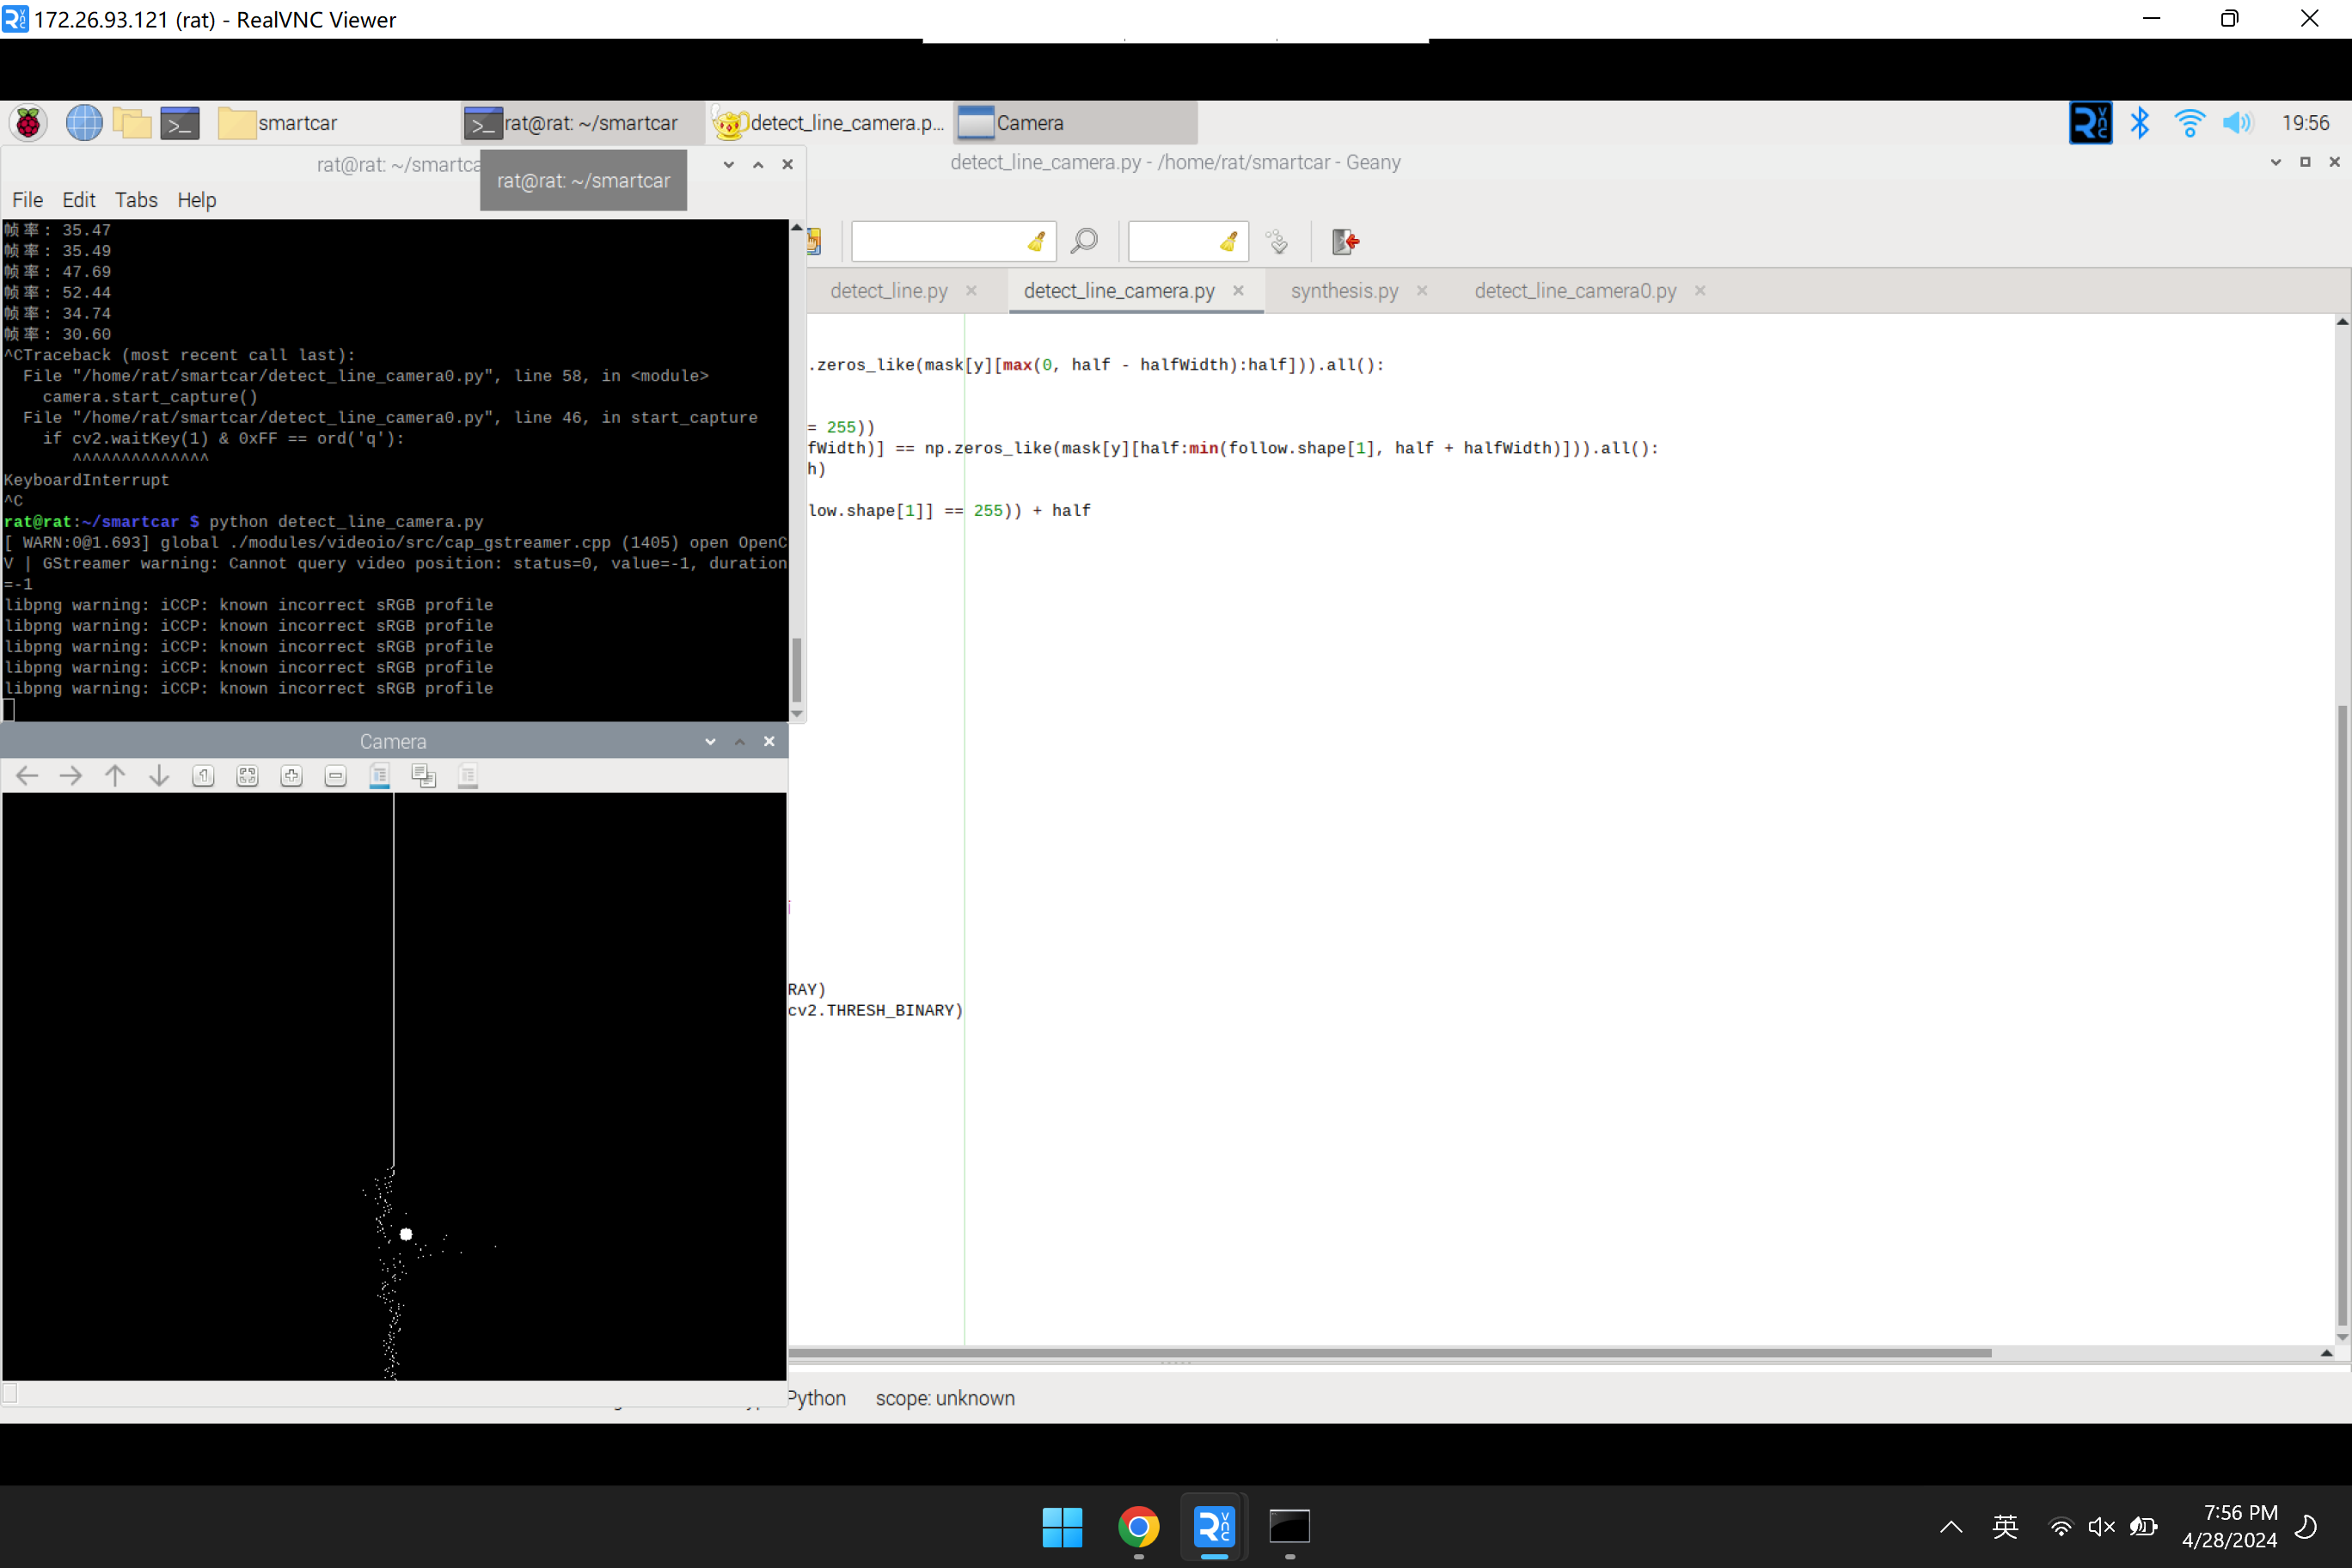 172.26.93.121 (rat) - RealVNC Viewer
smartcar
rat@rat: ~/smartcar
detect_line_camera.p...
Camera
19:56
rat@rat: ~/smartca
rat@rat: ~/smartcar
detect_line_camera.py - /home/rat/smartcar - Geany
File Edit Tabs Help
帧率: 35.47
帧率: 35.49
帧率: 47.69
帧率: 52.44
帧率: 34.74
帧率: 30.60
^CTraceback (most recent call last):
File "/home/rat/smartcar/detect_line_camera0.py", line 58, in <module>
camera.start_capture()
File "/home/rat/smartcar/detect_line_camera0.py", line 46, in start_capture
if cv2.waitKey(1) & 0xFF == ord('q'):
^^^^^^^^^^^^^^
KeyboardInterrupt
^C
rat@rat:~/smartcar $ python detect_line_camera.py
[ WARN:0@1.693] global ./modules/videoio/src/cap_gstreamer.cpp (1405) open OpenC
V | GStreamer warning: Cannot query video position: status=0, value=-1, duration
=-1
libpng warning: iCCP: known incorrect sRGB profile
libpng warning: iCCP: known incorrect sRGB profile
libpng warning: iCCP: known incorrect sRGB profile
libpng warning: iCCP: known incorrect sRGB profile
libpng warning: iCCP: known incorrect sRGB profile
detect_line.py
detect_line_camera.py
synthesis.py
detect_line_camera0.py
.zeros_like(mask[y][max(0, half - halfWidth):half])).all():
= 255))
fWidth)] == np.zeros_like(mask[y][half:min(follow.shape[1], half + halfWidth)])).all():
h)
low.shape[1]] == 255)) + half
i
RAY)
cv2.THRESH_BINARY)
Camera
Python scope: unknown
英
7:56 PM
4/28/2024